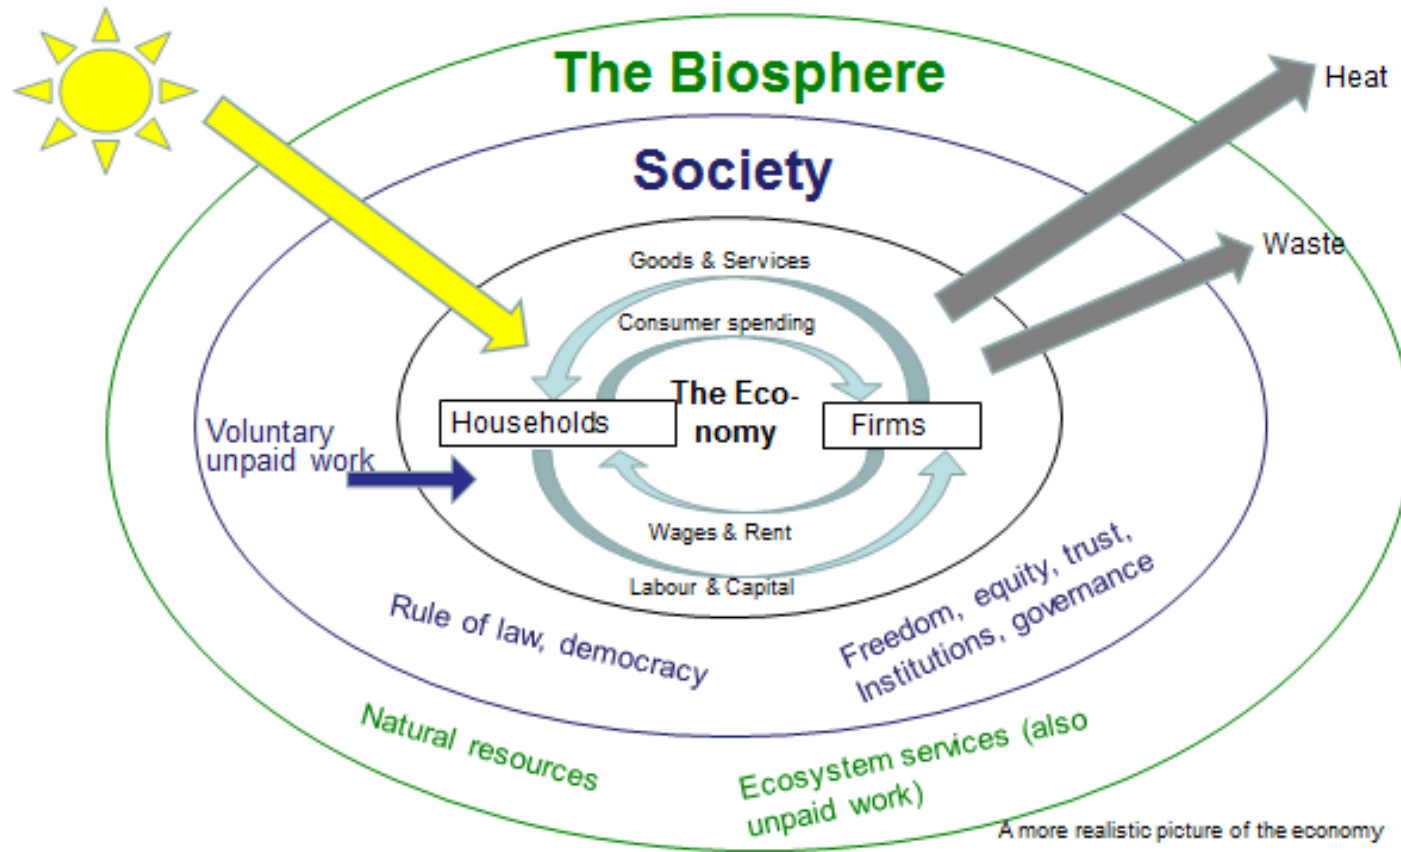 The Biosphere
Heat
Society
Waste
Goods & Services
Consumer spending
The Eco-
nomy
Households
Firms
Voluntary
unpaid work
Wages & Rent
Labour & Capital
Rule of law, democracy
Freedom, equity, trust,
Institutions, governance
Natural resources
Ecosystem services (also
unpaid work)
A more realistic picture of the economy